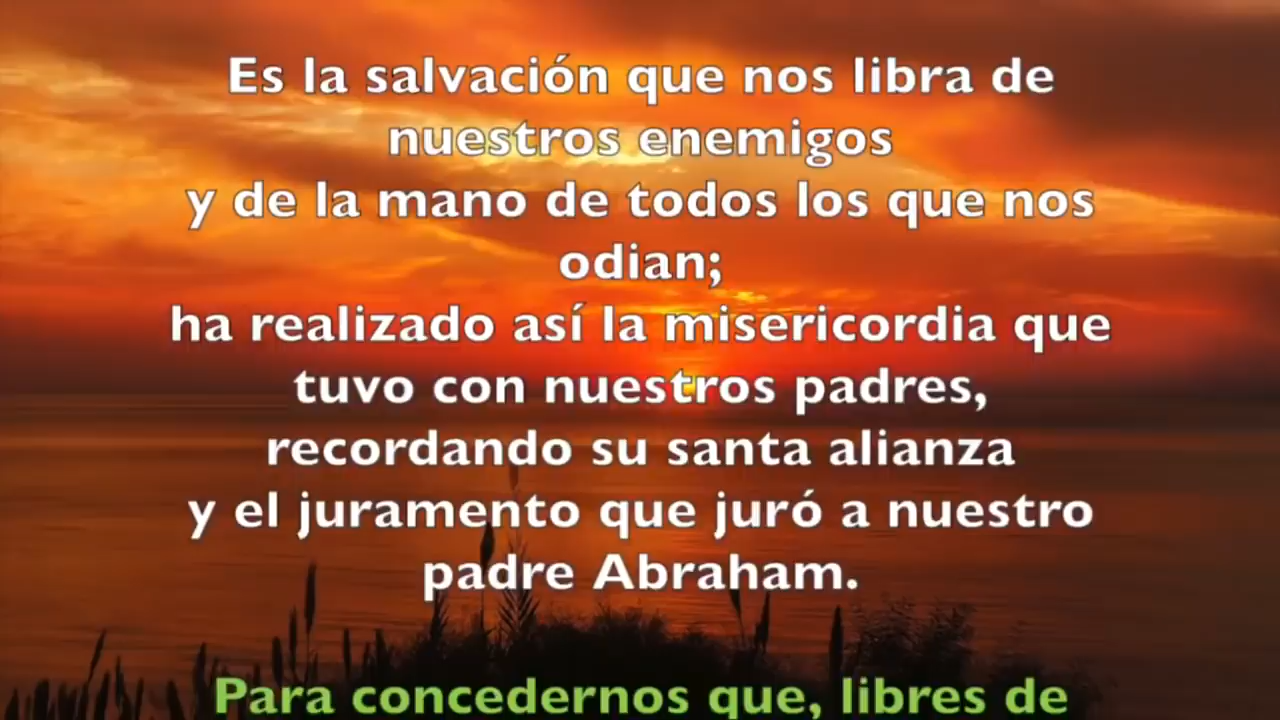 Es la salvación que nos libra de
nuestros enemigos
y de la mano de todos los que nos
odian;
ha realizado así la misericordia que
tuvo con nuestros padres,
recordando su santa alianza
y el juramento que juró a nuestro
padre Abraham.
Para concedernos que, libres de